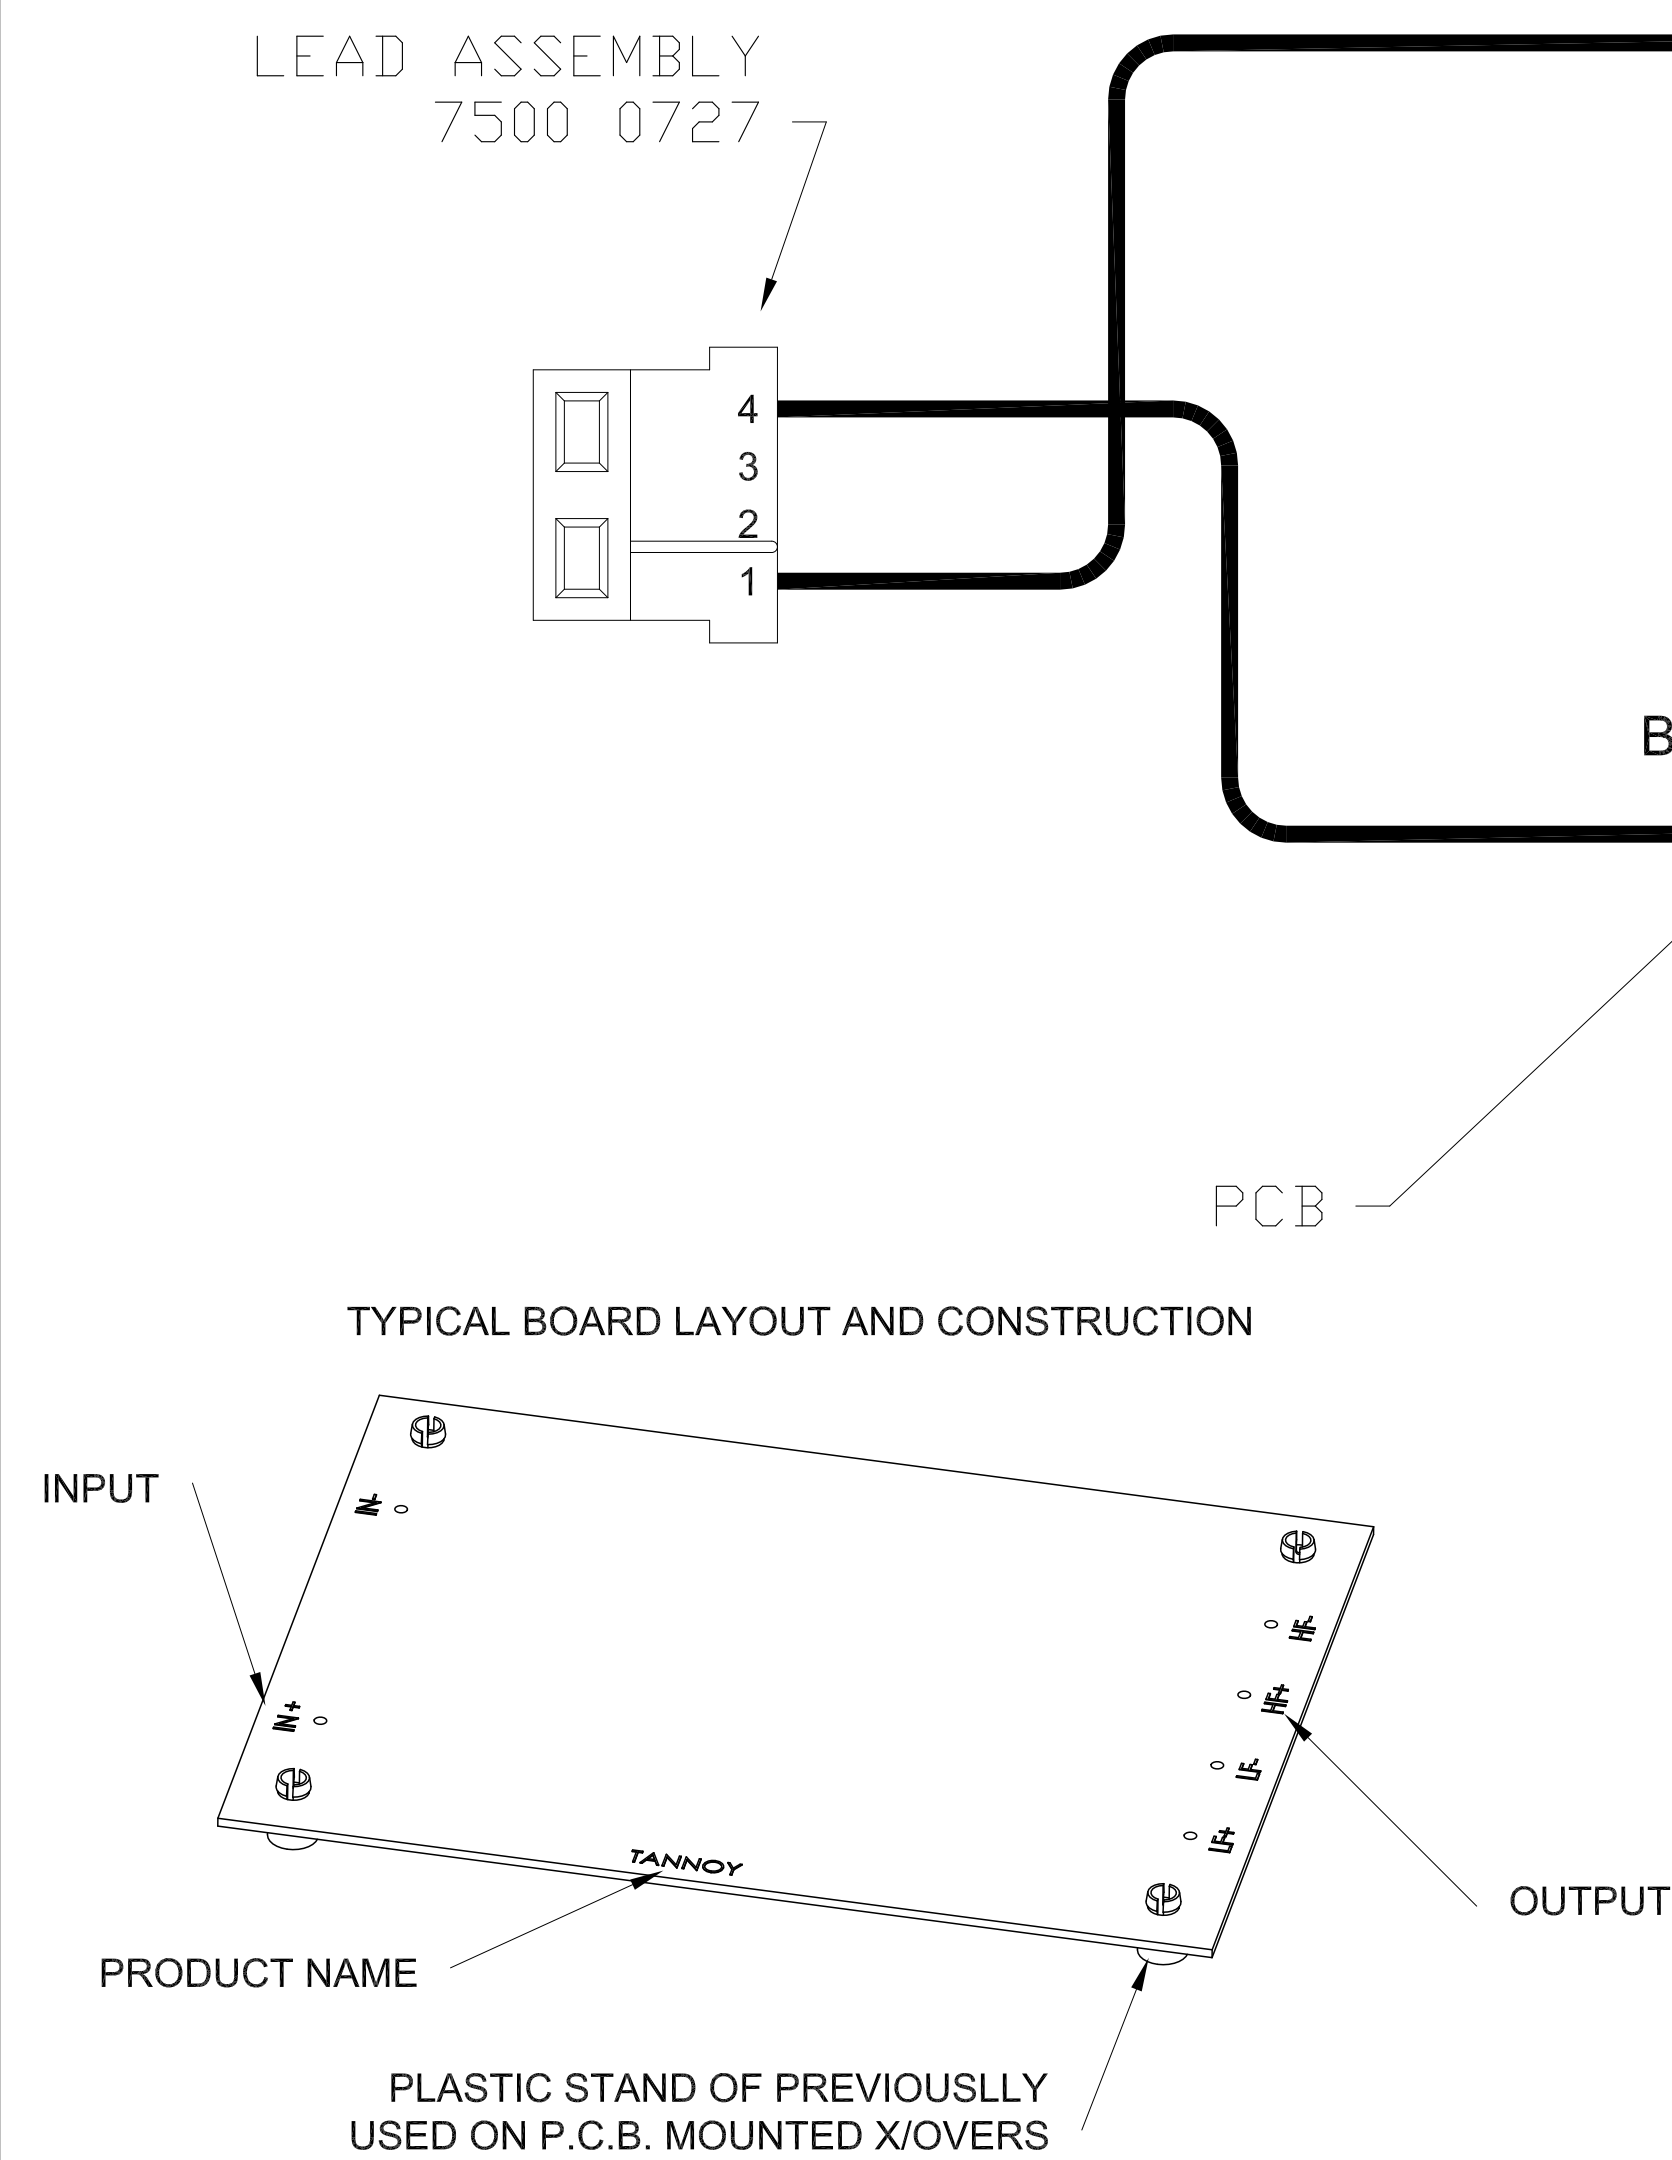 LEAD ASSEMBLY
7500 0727
4
3
2
1
B
PCB
TYPICAL BOARD LAYOUT AND CONSTRUCTION
INPUT
IN-
IN+
HF-
HF+
LF-
LF+
TANNOY
OUTPUT
PRODUCT NAME
PLASTIC STAND OF PREVIOUSLLY
USED ON P.C.B. MOUNTED X/OVERS